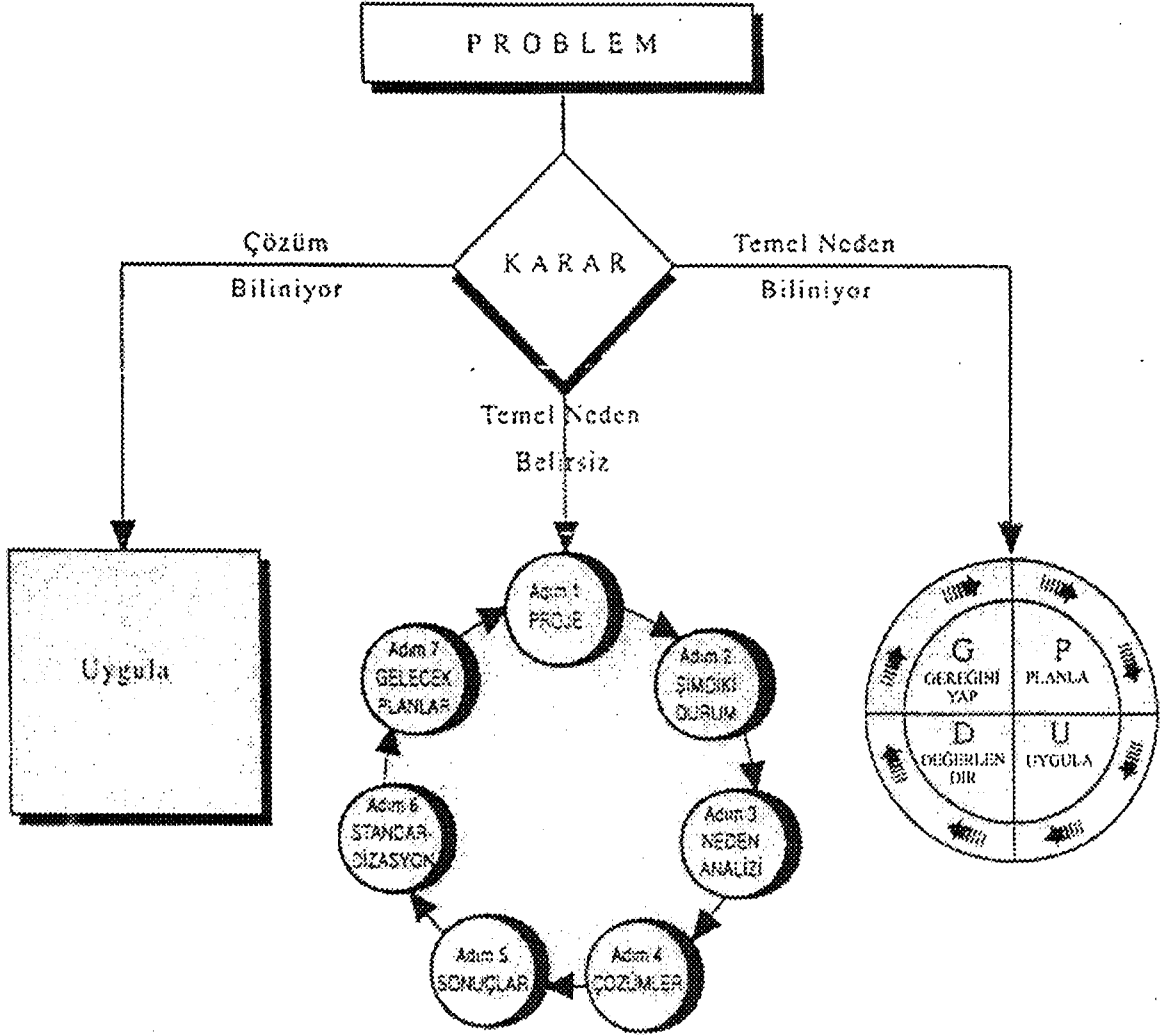 PROBLEM
KARAR
Çözüm
Biliniyor
Temel Neden
Biliniyor
Temel Neden
Belirsiz
Uygula
Adım 1
PROJE
Adım 2
ŞİMDİKİ
DURUM
Adım 3
NEDEN
ANALİZİ
Adım 4
ÇÖZÜMLER
Adım 5
SONUÇLAR
Adım 6
STANDAR-
DİZASYON
Adım 7
GELECEK
PLANLAR
G
GEREĞİNİ
YAP
P
PLANLA
D
DEĞERLEN
DİR
U
UYGULA